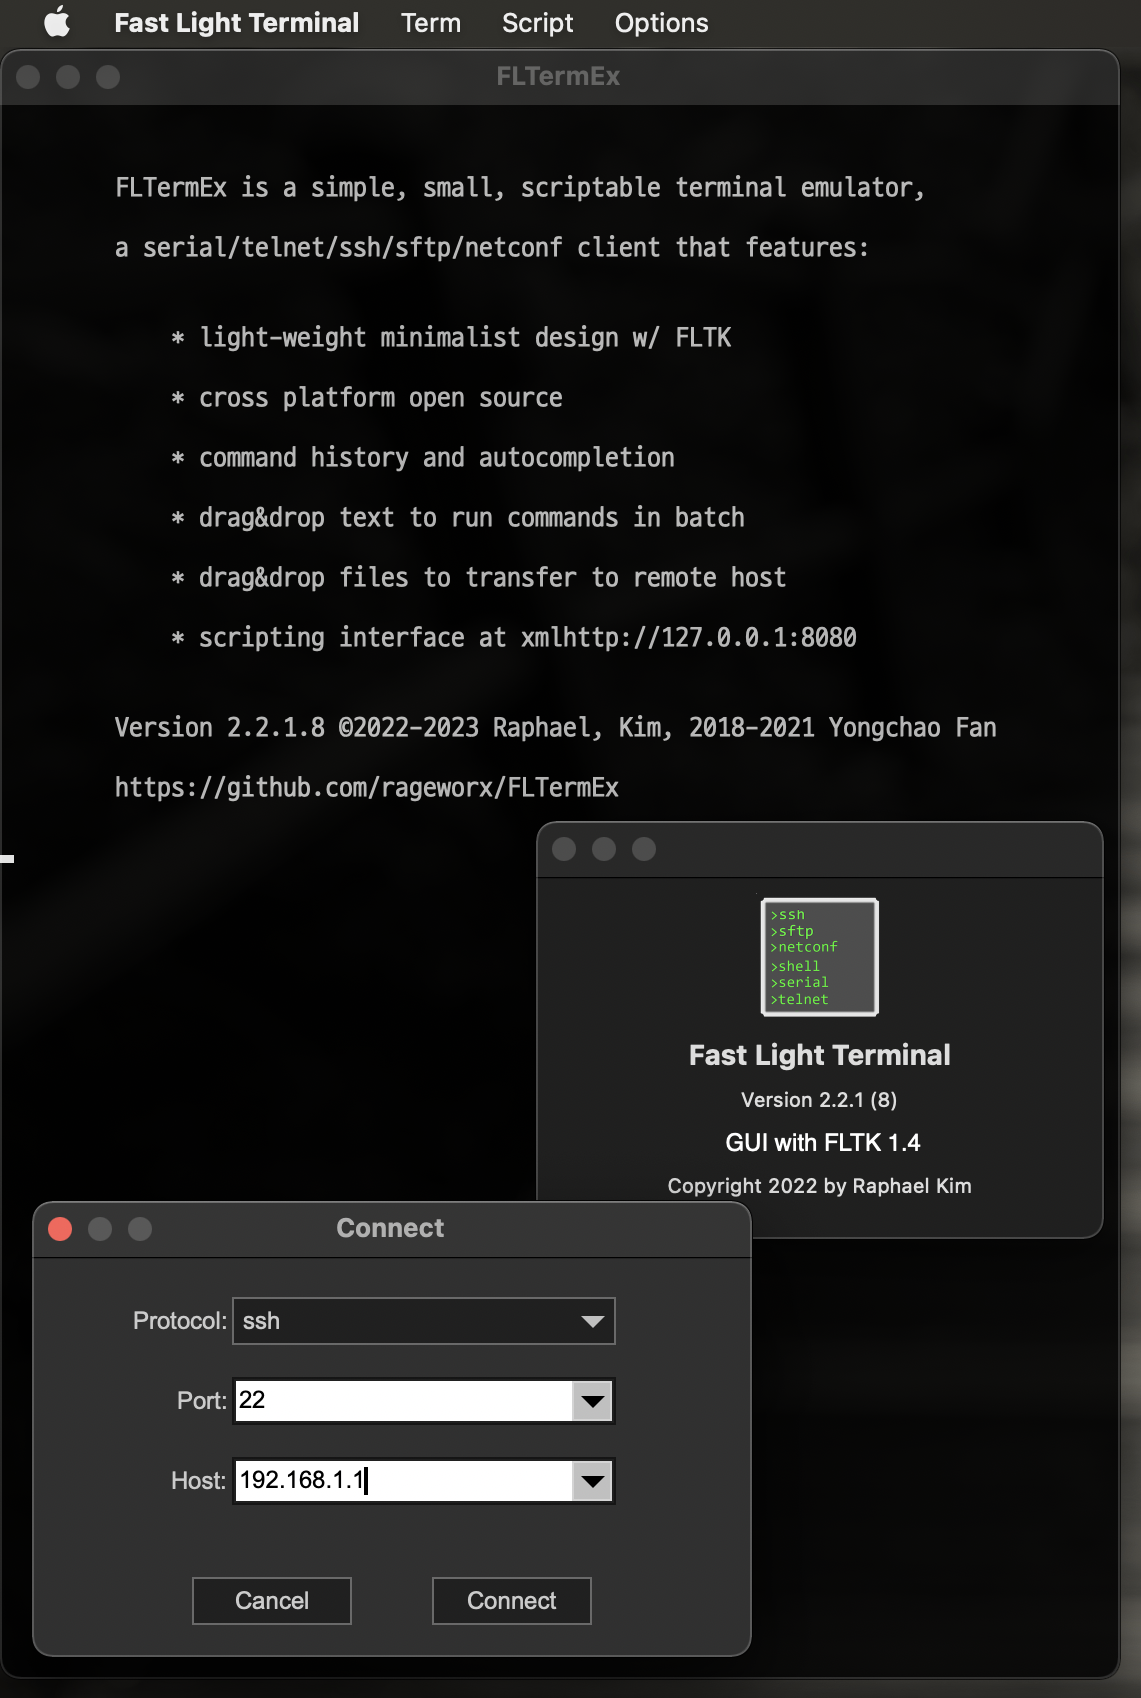 Fast Light Terminal Term Script Options
FLTermEx
FLTermEx is a simple, small, scriptable terminal emulator,
a serial/telnet/ssh/sftp/netconf client that features:
* light-weight minimalist design w/ FLTK
* cross platform open source
* command history and autocompletion
* drag&drop text to run commands in batch
* drag&drop files to transfer to remote host
* scripting interface at xmlhttp://127.0.0.1:8080
Version 2.2.1.8 ©2022-2023 Raphael, Kim, 2018-2021 Yongchao Fan
https://github.com/rageworx/FLTermEx
>ssh
>sftp
>netconf
>shell
>serial
>telnet
Fast Light Terminal
Version 2.2.1 (8)
GUI with FLTK 1.4
Copyright 2022 by Raphael Kim
Connect
Protocol: ssh
Port: 22
Host: 192.168.1.1
Cancel Connect